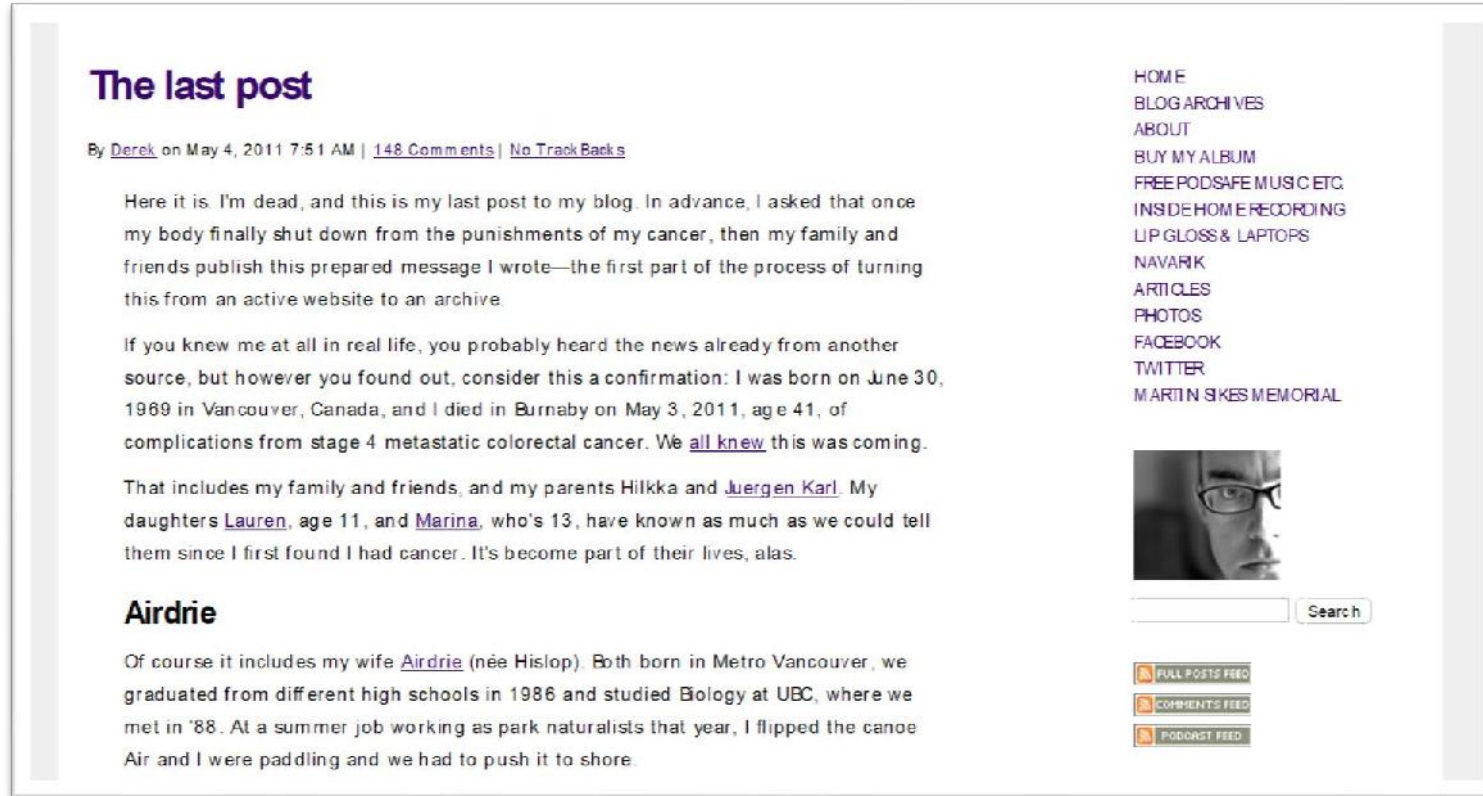 The last post
By Derek on May 4, 2011 7:51 AM | 148 Comments | No TrackBacks
Here it is. I'm dead, and this is my last post to my blog. In advance, I asked that once
my body finally shut down from the punishments of my cancer, then my family and
friends publish this prepared message I wrote—the first part of the process of turning
this from an active website to an archive.
If you knew me at all in real life, you probably heard the news already from another
source, but however you found out, consider this a confirmation: I was born on June 30,
1969 in Vancouver, Canada, and I died in Burnaby on May 3, 2011, age 41, of
complications from stage 4 metastatic colorectal cancer. We all knew this was coming.
That includes my family and friends, and my parents Hilkka and Juergen Karl. My
daughters Lauren, age 11, and Marina, who's 13, have known as much as we could tell
them since I first found I had cancer. It's become part of their lives, alas.
Airdrie
Of course it includes my wife Airdrie (née Hislop). Both born in Metro Vancouver, we
graduated from different high schools in 1986 and studied Biology at UBC, where we
met in '88. At a summer job working as park naturalists that year, I flipped the canoe
Air and I were paddling and we had to push it to shore.
HOME
BLOG ARCHIVES
ABOUT
BUY MY ALBUM
FREE PODSAFE MUSIC ETC.
INSIDE HOME RECORDING
LIP GLOSS & LAPTOPS
NAVARIK
ARTICLES
PHOTOS
FACEBOOK
TWITTER
MARTIN SIKES MEMORIAL
Search
FULL POSTS FEED
COMMENTS FEED
PODCAST FEED